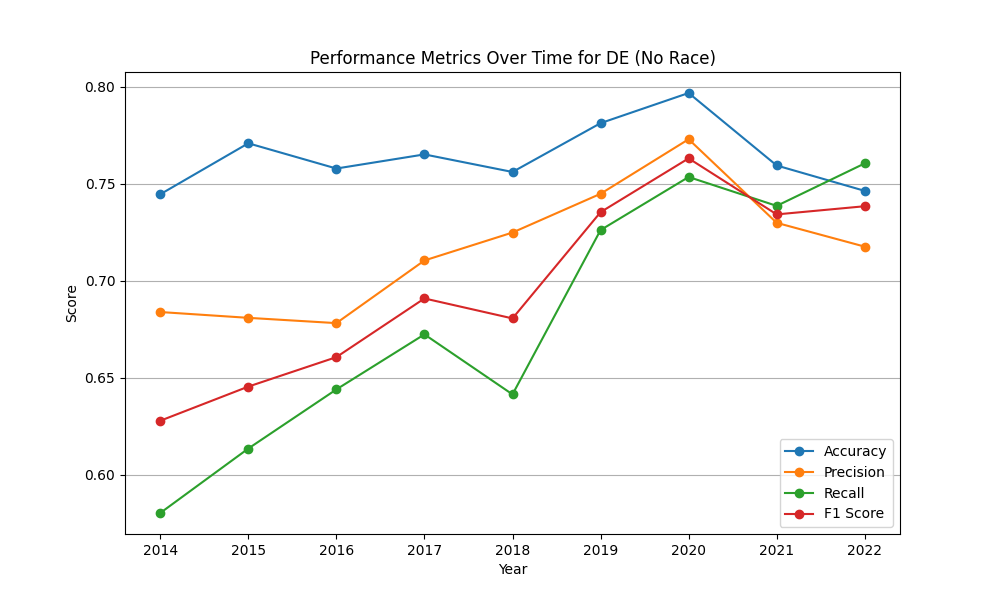 Performance Metrics Over Time for DE (No Race)
0.80
0.75
0.70
0.65
0.60
Score
2014 2015 2016 2017 2018 2019 2020 2021 2022
Year
Accuracy
Precision
Recall
F1 Score